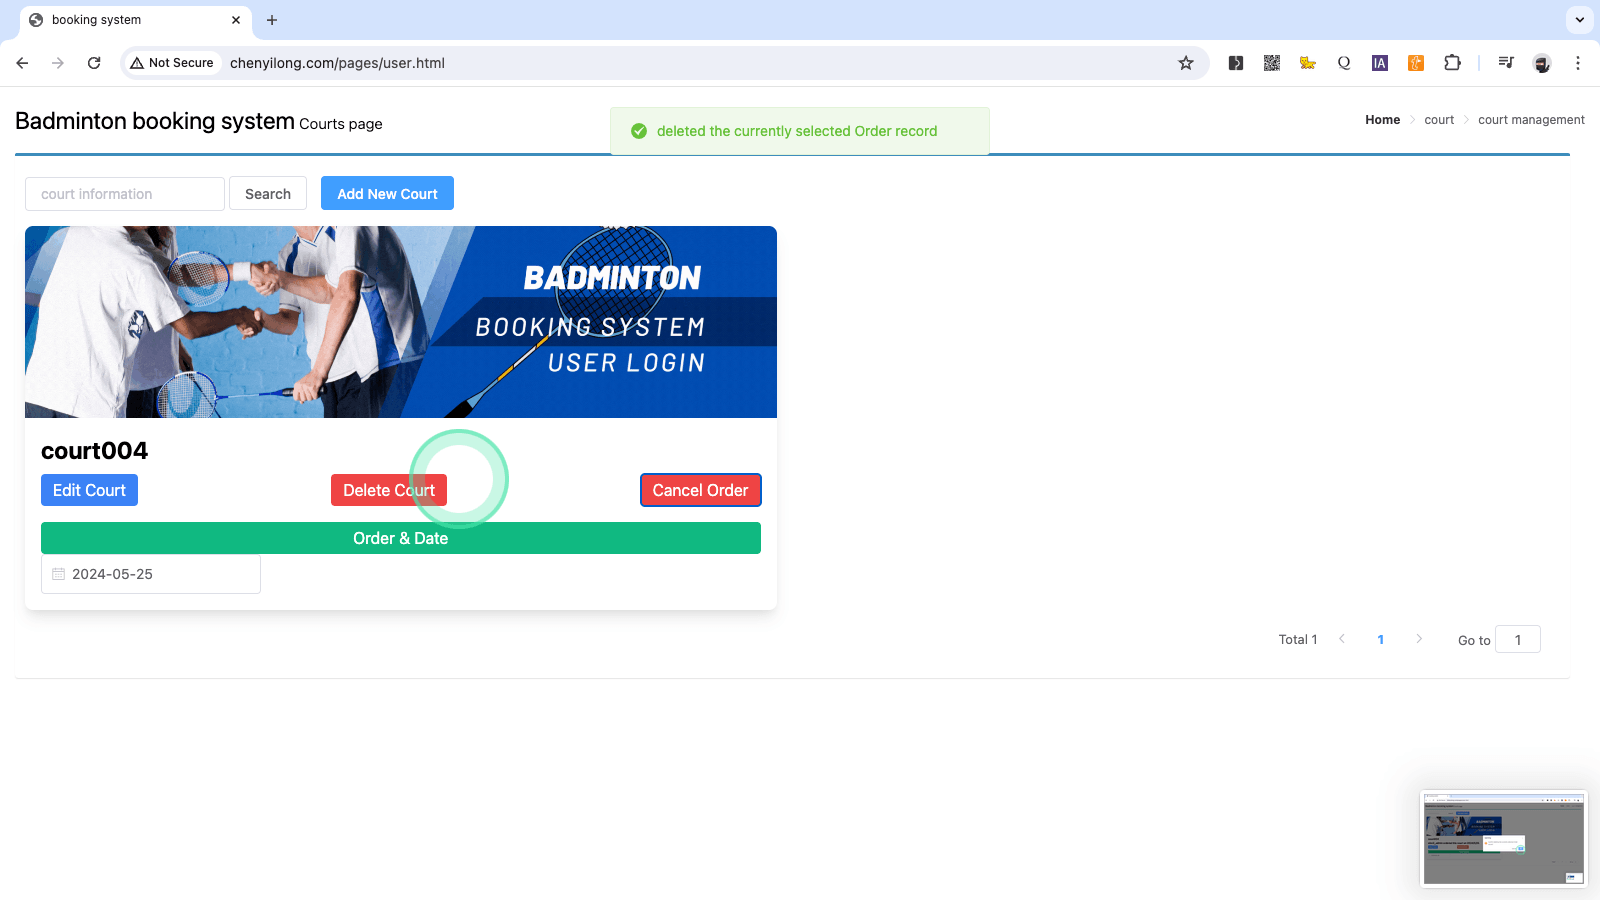 booking system
Not Secure
chenyilong.com/pages/user.html
Badminton booking system Courts page
deleted the currently selected Order record
Home court court management
court information
Search
Add New Court
BADMINTON
BOOKING SYSTEM
USER LOGIN
court004
Edit Court
Delete Court
Cancel Order
Order & Date
2024-05-25
Total 1
1
Go to
1